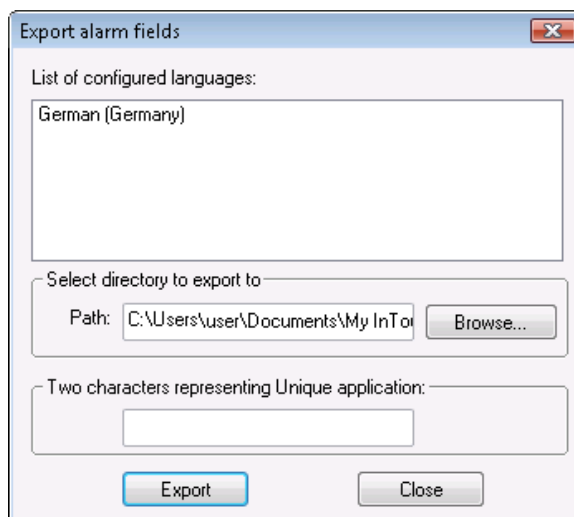 Export alarm fields
List of configured languages:
German (Germany)
Select directory to export to
Path: C:\Users\user\Documents\My InTou Browse...
Two characters representing Unique application:
Export Close